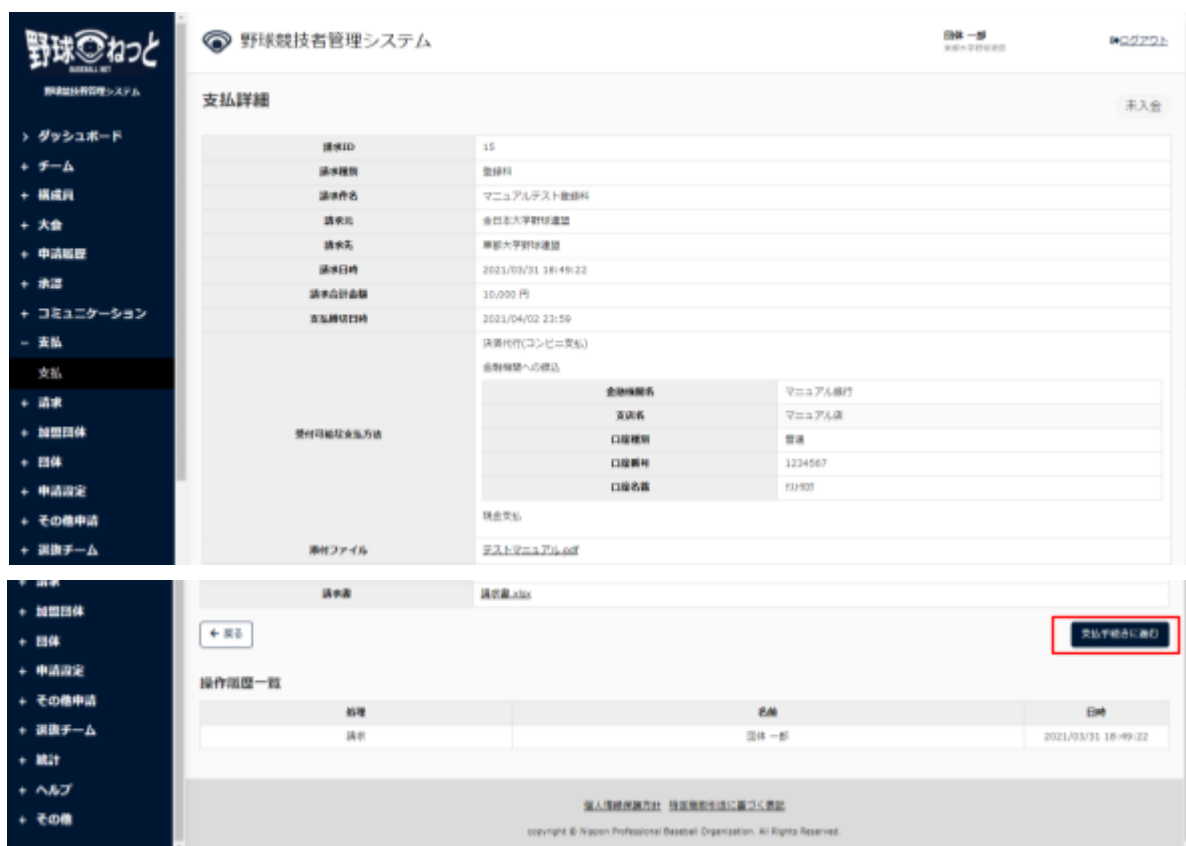 野球ねっと
BASEBALL NET
野球競技者管理システム
> ダッシュボード
+ チーム
+ 構成員
+ 大会
+ 申請履歴
+ 承認
+ コミュニケーション
− 支払
支払
+ 請求
+ 加盟団体
+ 団体
+ 申請設定
+ その他申請
+ 選抜チーム
野球競技者管理システム
団体 一郎
東都大学野球連盟
ログアウト
支払詳細
未入金
請求ID 15
請求種別 登録料
請求件名 マニュアルテスト登録料
請求元 全日本大学野球連盟
請求先 東都大学野球連盟
請求日時 2021/03/31 18:49:22
請求合計金額 10,000 円
支払締切日時 2021/04/02 23:59
受付可能な支払方法
決済代行(コンビニ支払)
金融機関への振込
金融機関名 マニュアル銀行
支店名 マニュアル店
口座種別 普通
口座番号 1234567
口座名義
現金支払
添付ファイル テストマニュアル.pdf
+ 請求
+ 加盟団体
+ 団体
+ 申請設定
+ その他申請
+ 選抜チーム
+ 統計
+ ヘルプ
+ その他
請求書 請求書.xlsx
← 戻る
支払手続きに進む
操作履歴一覧
処理 名前 日時
請求 団体 一郎 2021/03/31 18:49:22
個人情報保護方針 特定商取引法に基づく表記
copyright © Nippon Professional Baseball Organization. All Rights Reserved.